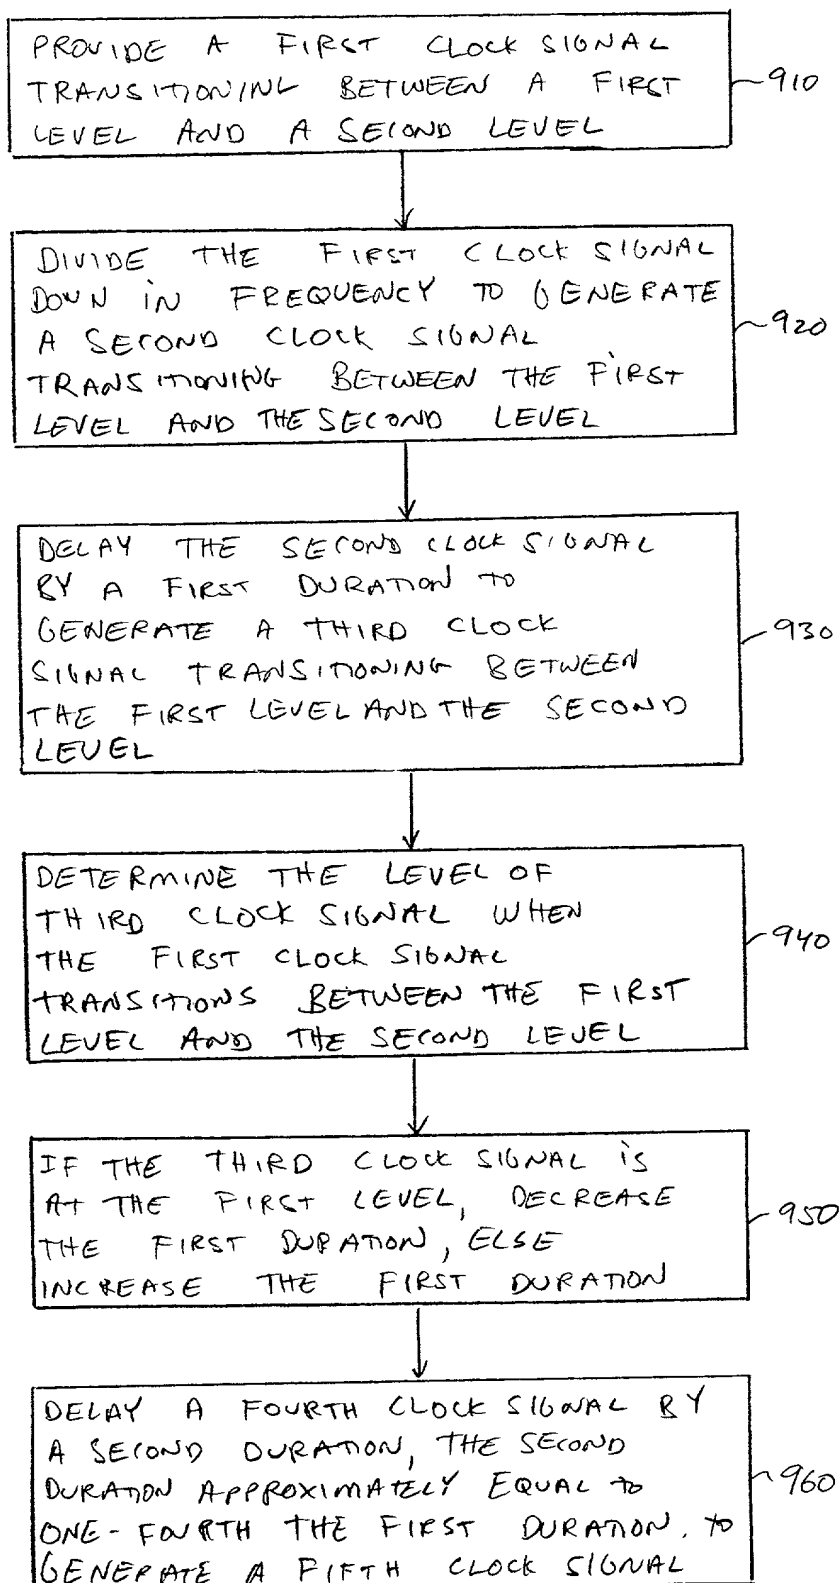 PROVIDE A FIRST CLOCK SIGNAL
TRANSITIONING BETWEEN A FIRST
LEVEL AND A SECOND LEVEL
910
DIVIDE THE FIRST CLOCK SIGNAL
DOWN IN FREQUENCY TO GENERATE
A SECOND CLOCK SIGNAL
TRANSITIONING BETWEEN THE FIRST
LEVEL AND THE SECOND LEVEL
920
DELAY THE SECOND CLOCK SIGNAL
BY A FIRST DURATION TO
GENERATE A THIRD CLOCK
SIGNAL TRANSITIONING BETWEEN
THE FIRST LEVEL AND THE SECOND
LEVEL
930
DETERMINE THE LEVEL OF
THIRD CLOCK SIGNAL WHEN
THE FIRST CLOCK SIGNAL
TRANSITIONS BETWEEN THE FIRST
LEVEL AND THE SECOND LEVEL
940
IF THE THIRD CLOCK SIGNAL IS
AT THE FIRST LEVEL, DECREASE
THE FIRST DURATION, ELSE
INCREASE THE FIRST DURATION
950
DELAY A FOURTH CLOCK SIGNAL BY
A SECOND DURATION, THE SECOND
DURATION APPROXIMATELY EQUAL TO
ONE-FOURTH THE FIRST DURATION, TO
GENERATE A FIFTH CLOCK SIGNAL
960